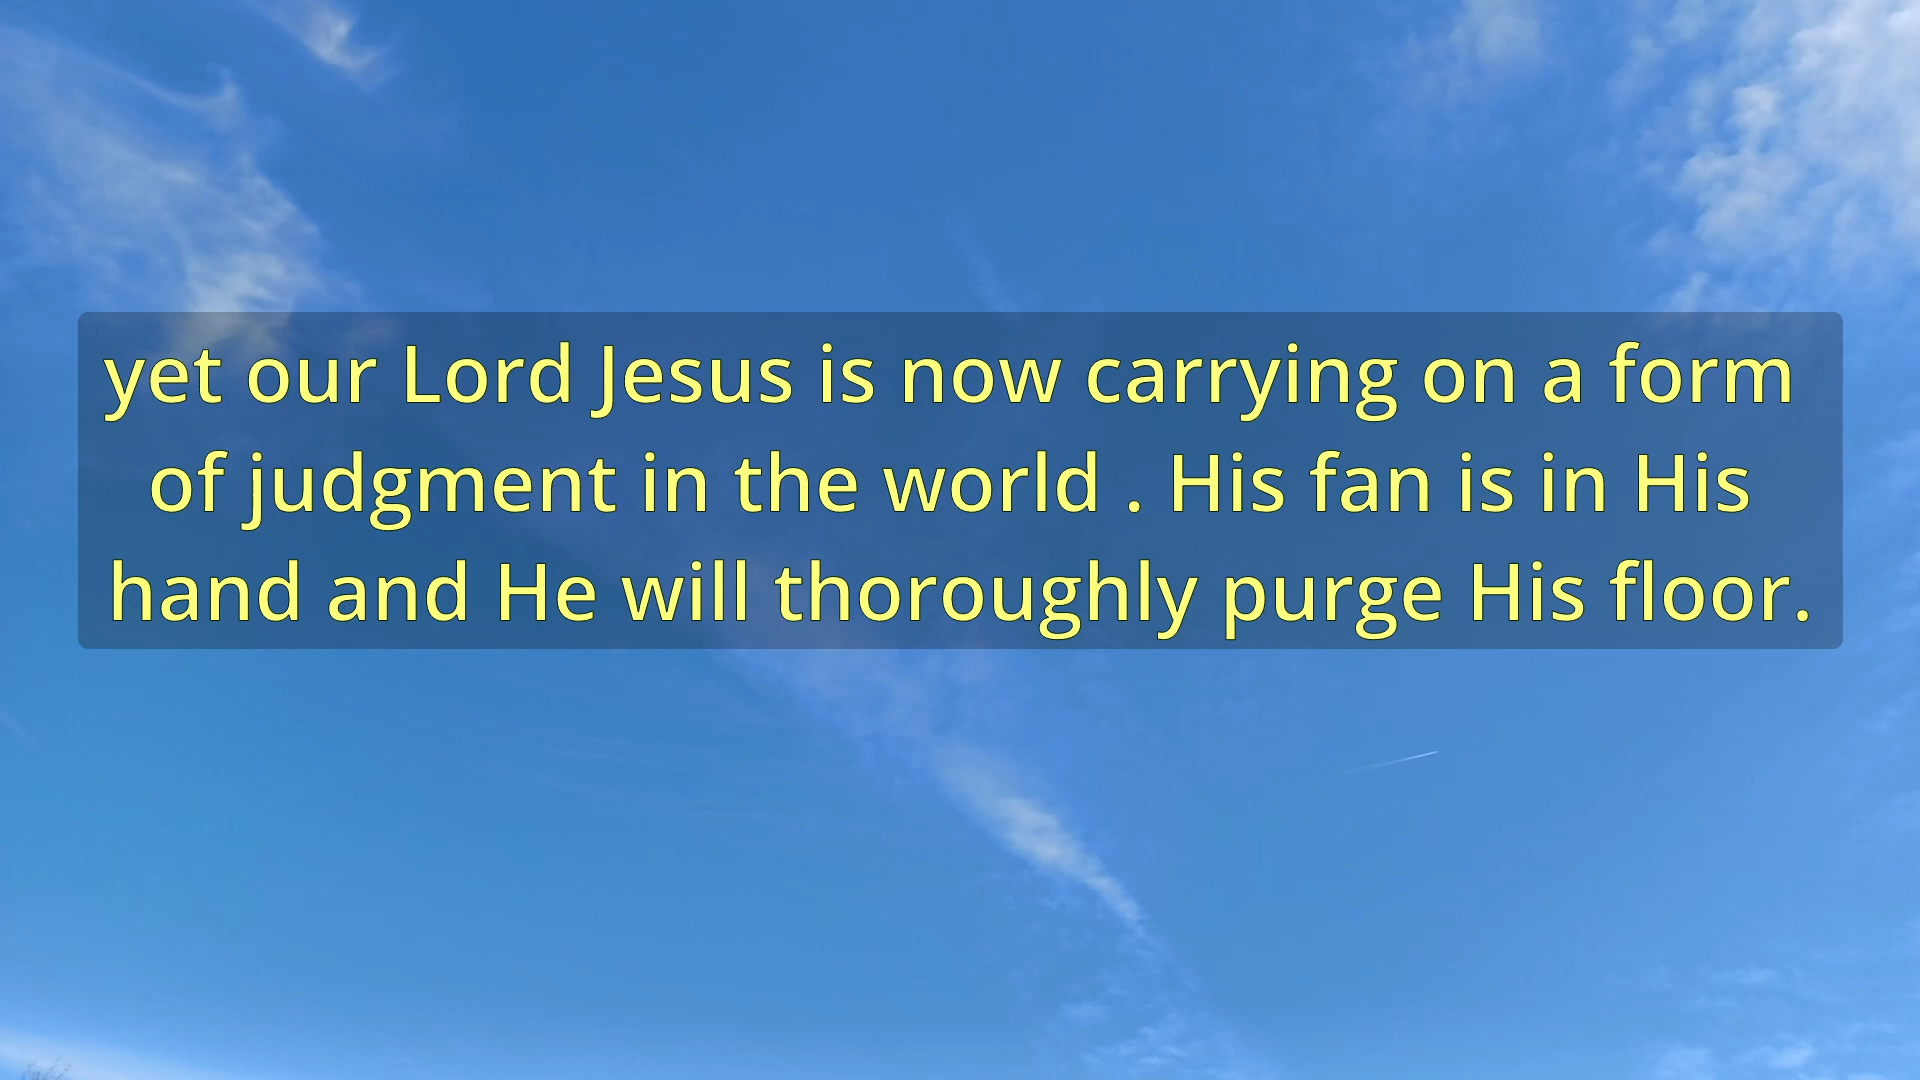 yet our Lord Jesus is now carrying on a form
of judgment in the world . His fan is in His
hand and He will thoroughly purge His floor.